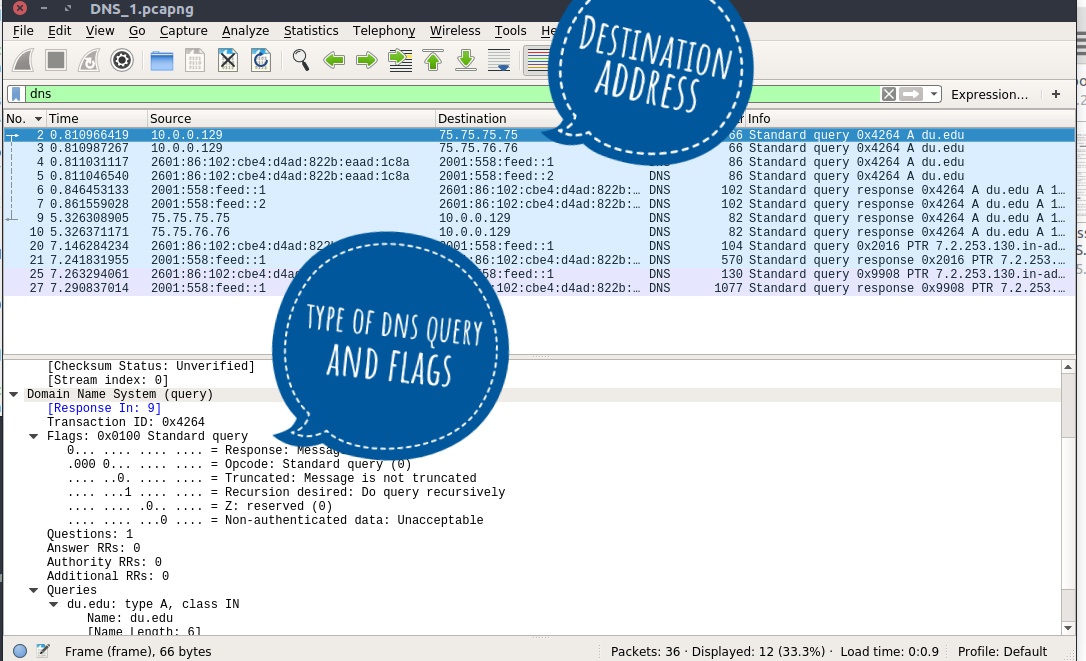 DNS_1.pcapng
File Edit View Go Capture Analyze Statistics Telephony Wireless Tools
DESTINATION
ADDRESS
dns
Expression… +
No. Time Source Destination Info
2 0.810966419 10.0.0.129 75.75.75.75 66 Standard query 0x4264 A du.edu
3 0.810987267 10.0.0.129 75.75.76.76 66 Standard query 0x4264 A du.edu
4 0.811031117 2601:86:102:cbe4:d4ad:822b:eaad:1c8a 2001:558:feed::1 86 Standard query 0x4264 A du.edu
5 0.811046540 2601:86:102:cbe4:d4ad:822b:eaad:1c8a 2001:558:feed::2 DNS 86 Standard query 0x4264 A du.edu
6 0.846453133 2001:558:feed::1 2601:86:102:cbe4:d4ad:822b:… DNS 102 Standard query response 0x4264 A du.edu A 1…
7 0.861559028 2001:558:feed::2 2601:86:102:cbe4:d4ad:822b:… DNS 102 Standard query response 0x4264 A du.edu A 1…
9 5.326308905 75.75.75.75 10.0.0.129 DNS 82 Standard query response 0x4264 A du.edu A 1…
10 5.326371171 75.75.76.76 10.0.0.129 DNS 82 Standard query response 0x4264 A du.edu A 1…
20 7.146284234 2601:86:102:cbe4:d4ad:822 001:558:feed::1 DNS 104 Standard query 0x2016 PTR 7.2.253.130.in-ad…
21 7.241831955 2001:558:feed::1 :86:102:cbe4:d4ad:822b:… DNS 570 Standard query response 0x2016 PTR 7.2.253.…
25 7.263294061 2601:86:102:cbe4:d4a 58:feed::1 DNS 130 Standard query 0x9908 PTR 7.2.253.130.in-ad…
27 7.290837014 2001:558:feed::1 :102:cbe4:d4ad:822b:… DNS 1077 Standard query response 0x9908 PTR 7.2.253.…
TYPE OF DNS QUERY
AND FLAGS
[Checksum Status: Unverified]
[Stream index: 0]
Domain Name System (query)
[Response In: 9]
Transaction ID: 0x4264
Flags: 0x0100 Standard query
0... .... .... .... = Response:
.000 0... .... .... = Opcode: Standard query (0)
.... ..0. .... .... = Truncated: Message is not truncated
.... ...1 .... .... = Recursion desired: Do query recursively
.... .... .0.. .... = Z: reserved (0)
.... .... ...0 .... = Non-authenticated data: Unacceptable
Questions: 1
Answer RRs: 0
Authority RRs: 0
Additional RRs: 0
Queries
du.edu: type A, class IN
Name: du.edu
[Name Length: 6]
Frame (frame), 66 bytes Packets: 36 · Displayed: 12 (33.3%) · Load time: 0:0.9 Profile: Default